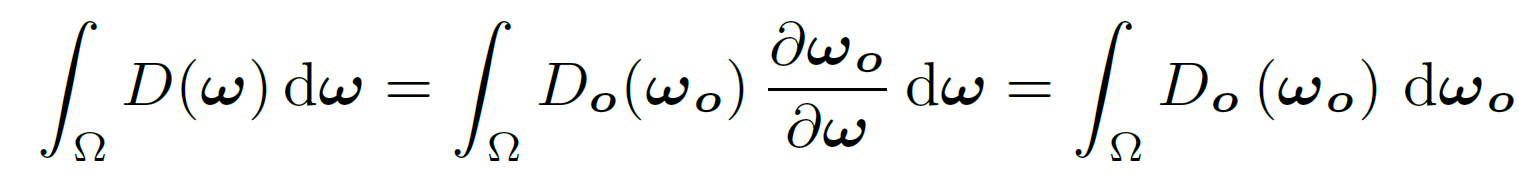 ∫_Ω D(ω) dω = ∫_Ω D_o(ω_o) ∂ω_o/∂ω dω = ∫_Ω D_o (ω_o) dω_o